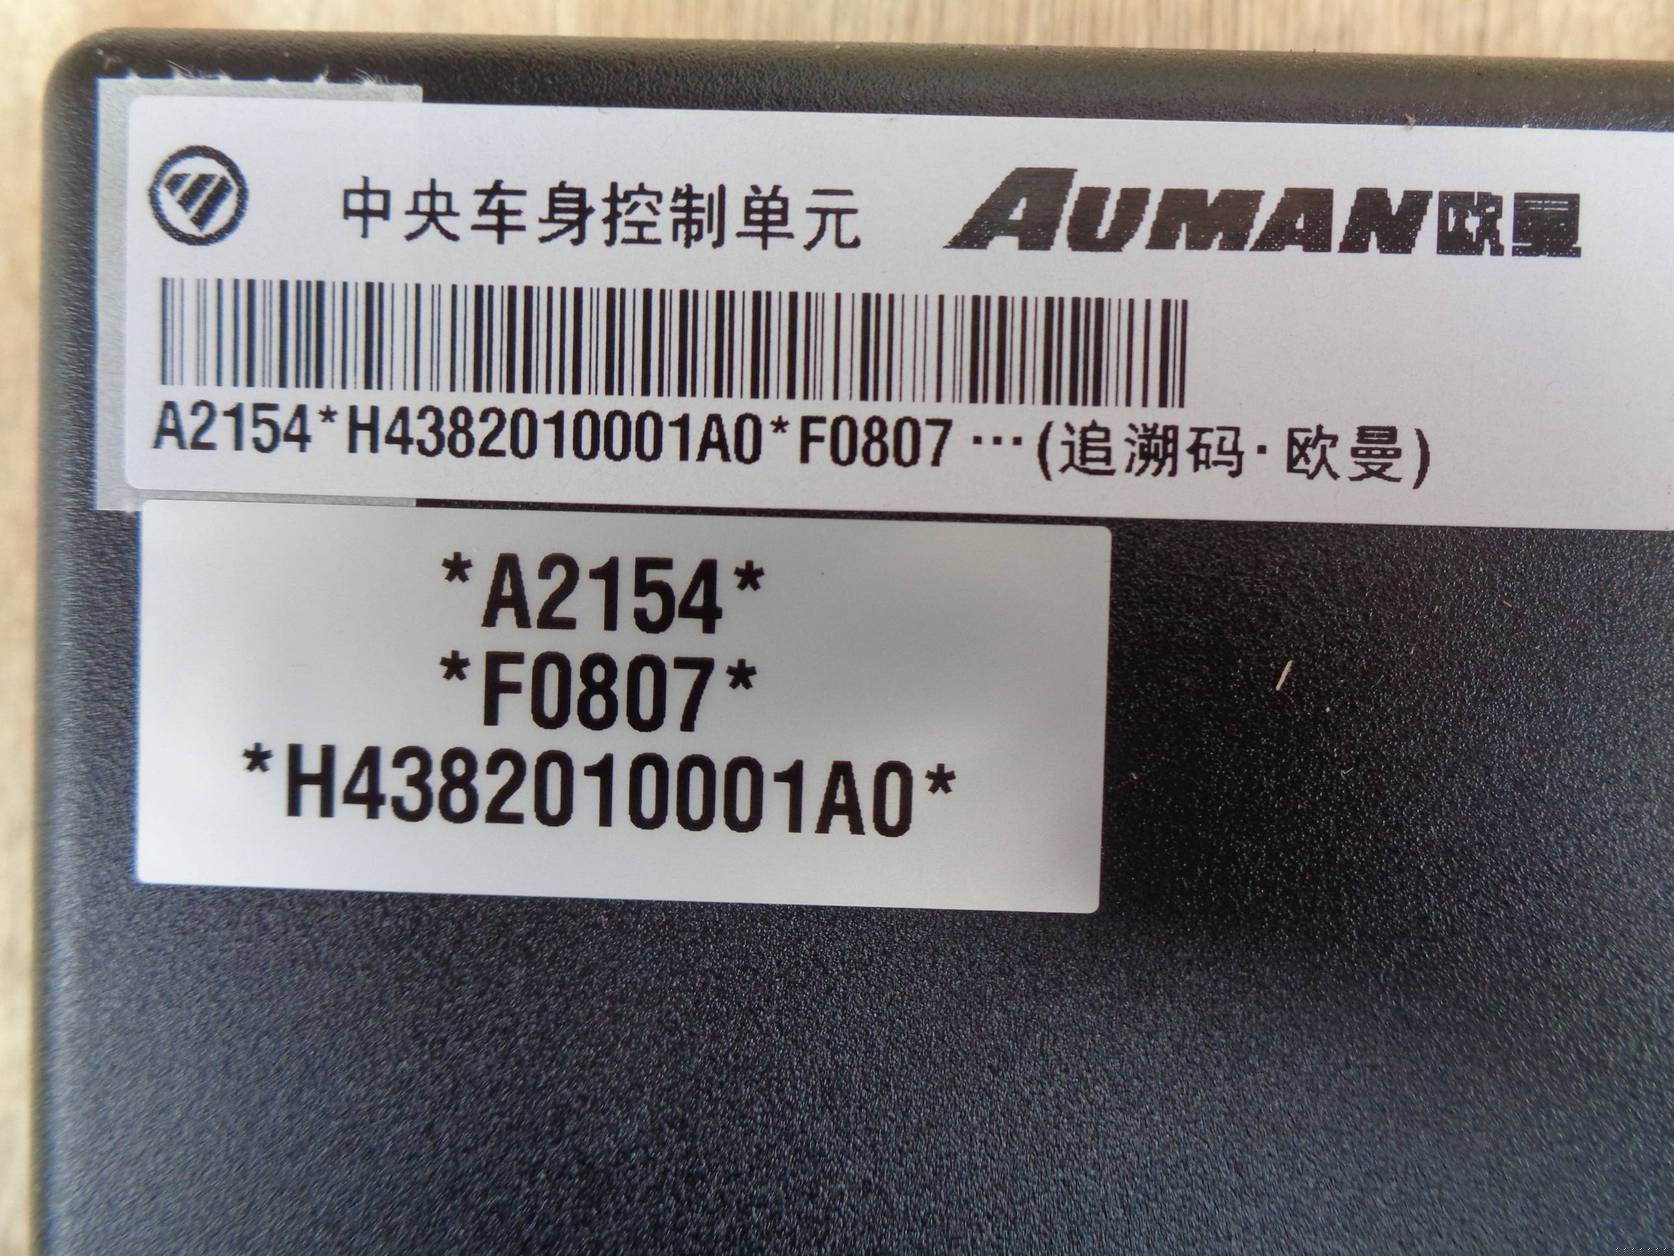 中央车身控制单元 AUMAN欧曼
A2154*H4382010001A0*F0807 ···(追溯码·欧曼)
*A2154*
*F0807*
*H4382010001A0*